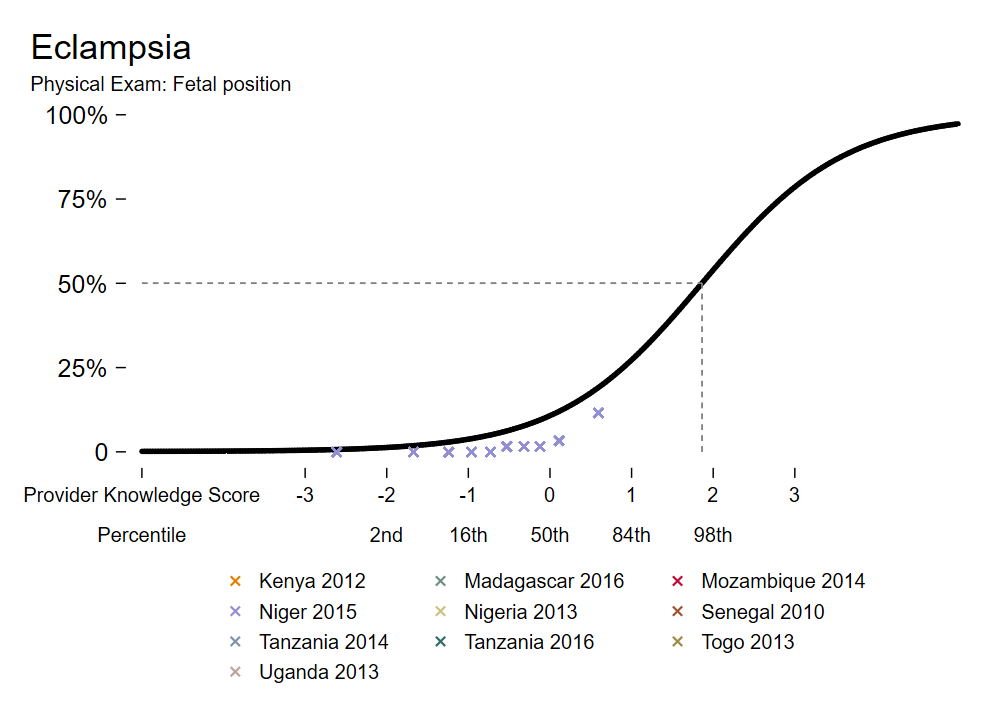 Eclampsia
Physical Exam: Fetal position
100%
75%
50%
25%
0
Provider Knowledge Score -3 -2 -1 0 1 2 3
Percentile 2nd 16th 50th 84th 98th
Kenya 2012 Madagascar 2016 Mozambique 2014
Niger 2015 Nigeria 2013 Senegal 2010
Tanzania 2014 Tanzania 2016 Togo 2013
Uganda 2013